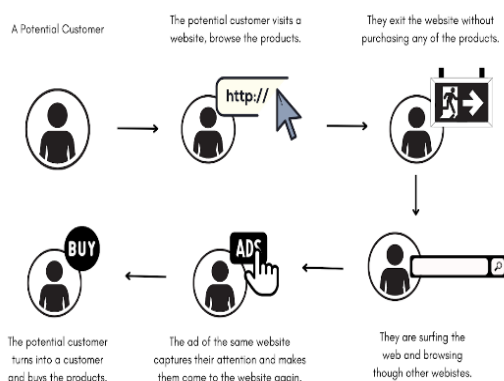 A Potential Customer
The potential customer visits a
website, browse the products.
They exit the website without
purchasing any of the products.
http://
BUY
ADS
The potential customer
turns into a customer
and buys the products.
The ad of the same website
captures their attention and makes
them come to the website again.
They are surfing the
web and browsing
though other webistes.